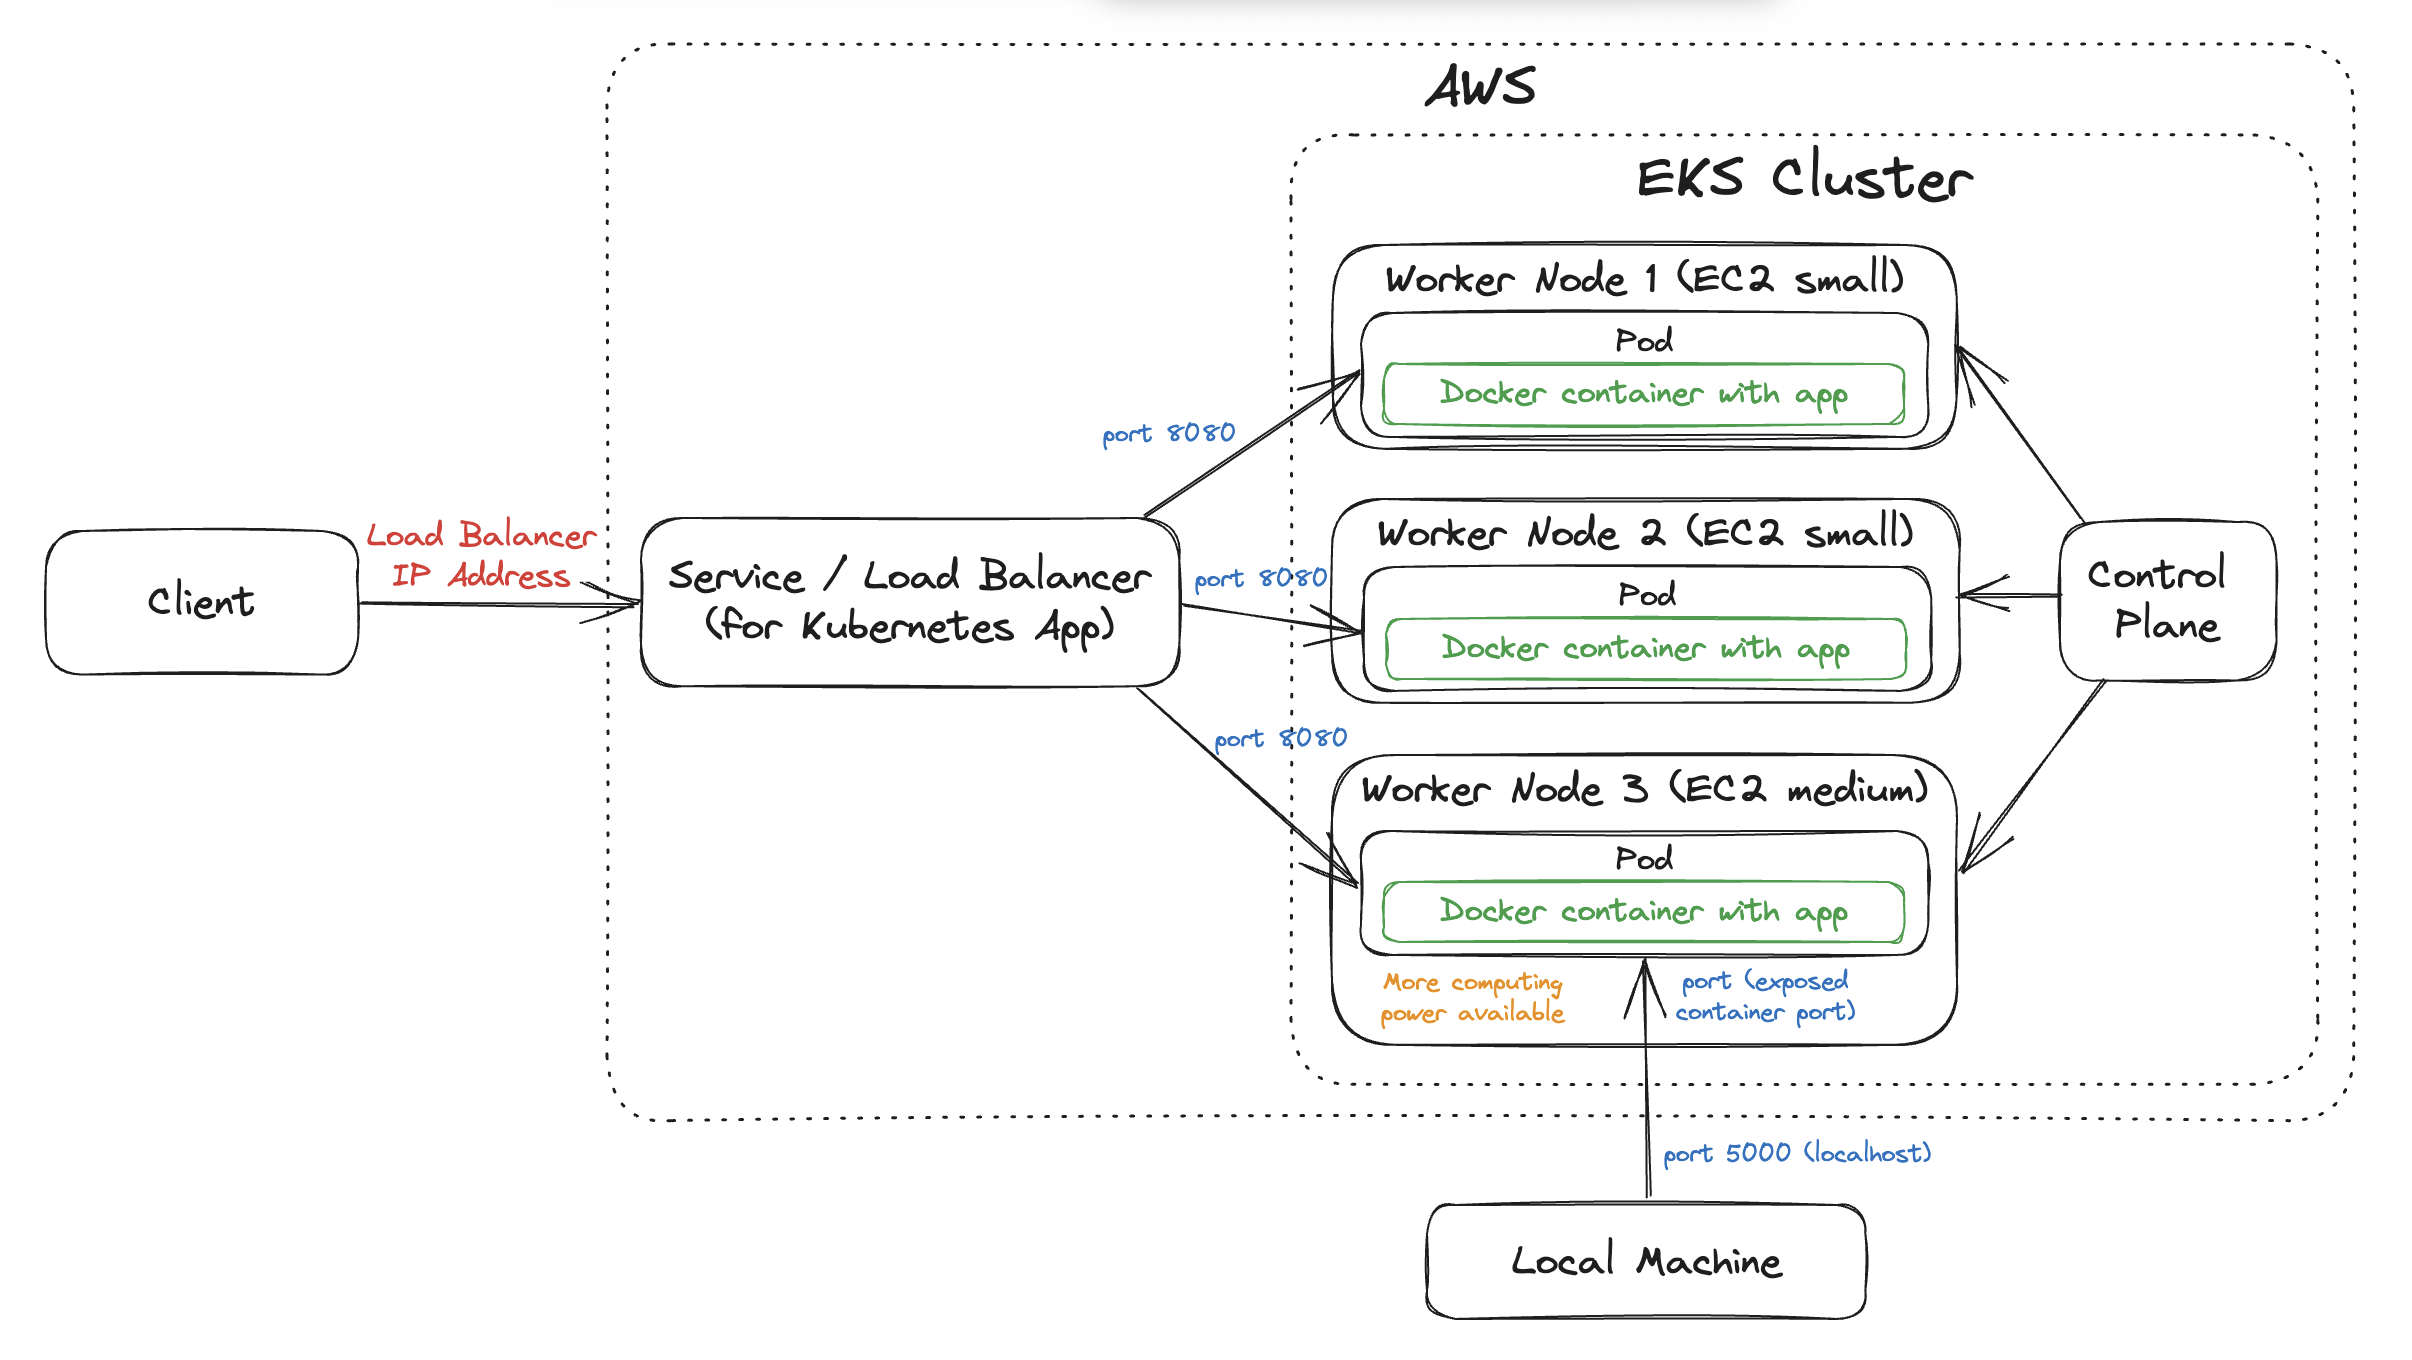 AWS
EKS Cluster
Worker Node 1 (EC2 small)
Pod
Docker container with app
port 8080
Client
Load Balancer
IP Address
Service / Load Balancer
(for Kubernetes App)
port 8080
Worker Node 2 (EC2 small)
Pod
Docker container with app
Control
Plane
port 8080
Worker Node 3 (EC2 medium)
Pod
Docker container with app
More computing
power available
port (exposed
container port)
port 5000 (localhost)
Local Machine